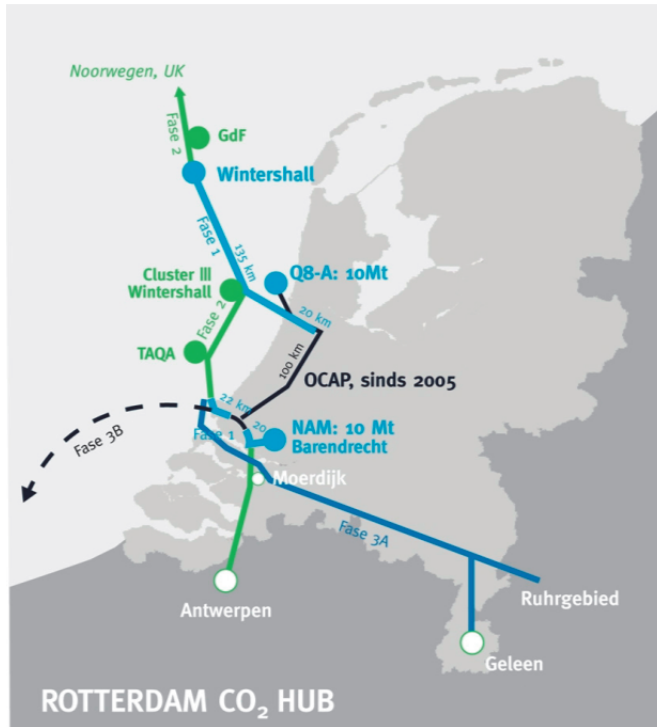 Noorwegen, UK
Fase 2
GdF
Wintershall
Fase 1
135 km
Cluster III
Wintershall
Q8-A: 10Mt
20 km
Fase 2
TAQA
100 km
OCAP, sinds 2005
22 km
Fase 1
20
NAM: 10 Mt
Barendrecht
Fase 3B
Moerdijk
Fase 3A
Antwerpen
Ruhrgebied
Geleen
ROTTERDAM CO₂ HUB